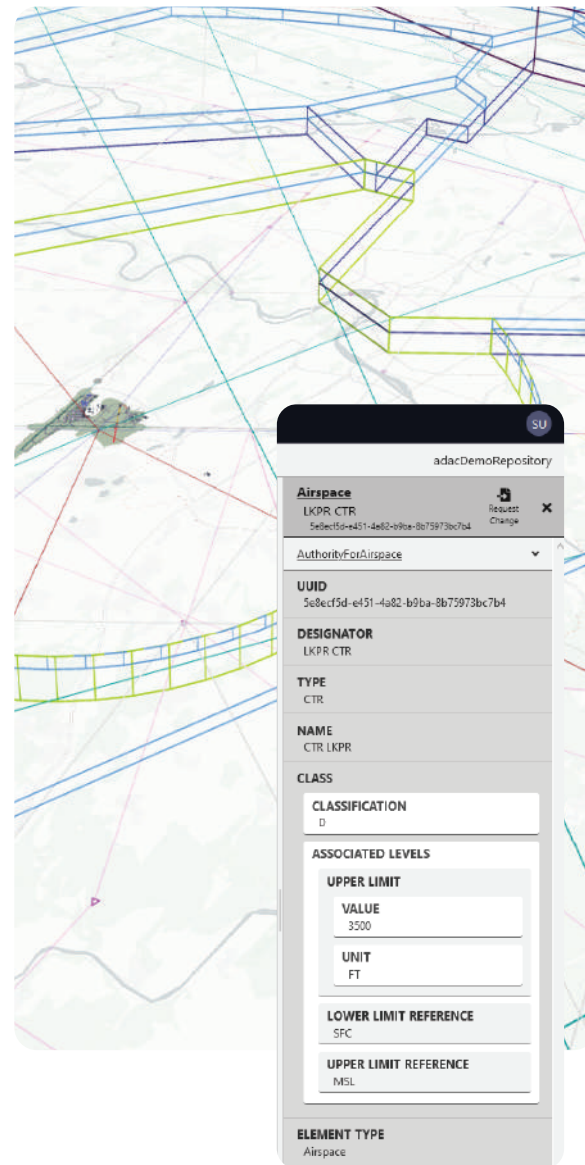 SU
adacDemoRepository
Airspace
LKPR CTR
5e8ecf5d-e451-4a82-b9ba-8b75973bc7b4
Request
Change
AuthorityForAirspace
UUID
5e8ecf5d-e451-4a82-b9ba-8b75973bc7b4
DESIGNATOR
LKPR CTR
TYPE
CTR
NAME
CTR LKPR
CLASS
CLASSIFICATION
D
ASSOCIATED LEVELS
UPPER LIMIT
VALUE
3500
UNIT
FT
LOWER LIMIT REFERENCE
SFC
UPPER LIMIT REFERENCE
MSL
ELEMENT TYPE
Airspace